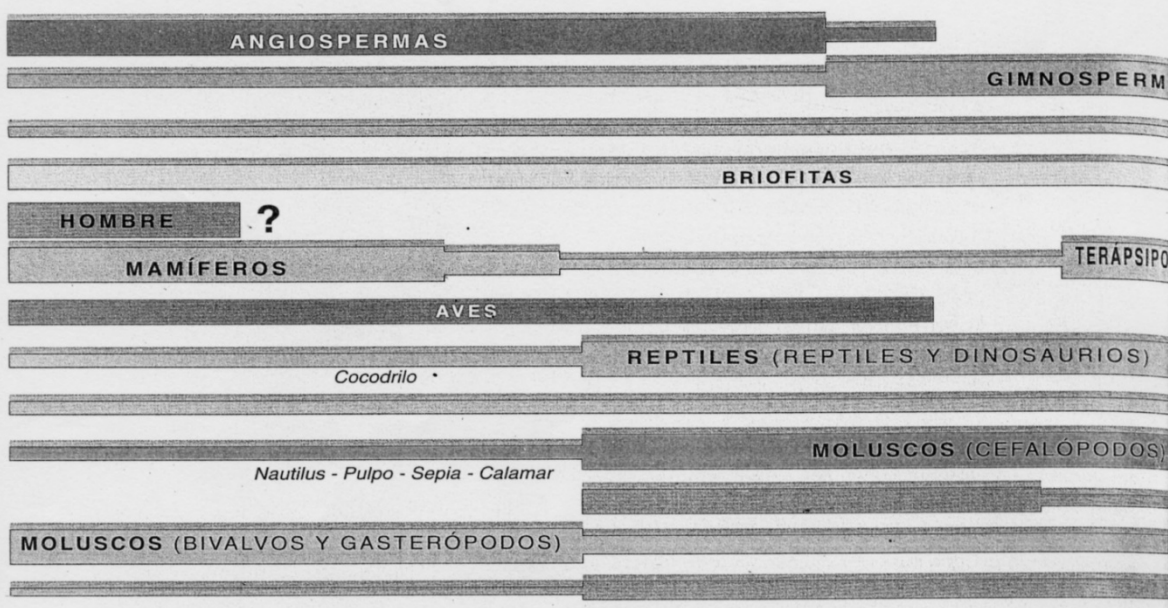 ANGIOSPERMAS
GIMNOSPERM
BRIOFITAS
HOMBRE ?
MAMÍFEROS
TERÁPSIPO
AVES
REPTILES (REPTILES Y DINOSAURIOS)
Cocodrilo
MOLUSCOS (CEFALÓPODOS)
Nautilus - Pulpo - Sepia - Calamar
MOLUSCOS (BIVALVOS Y GASTERÓPODOS)